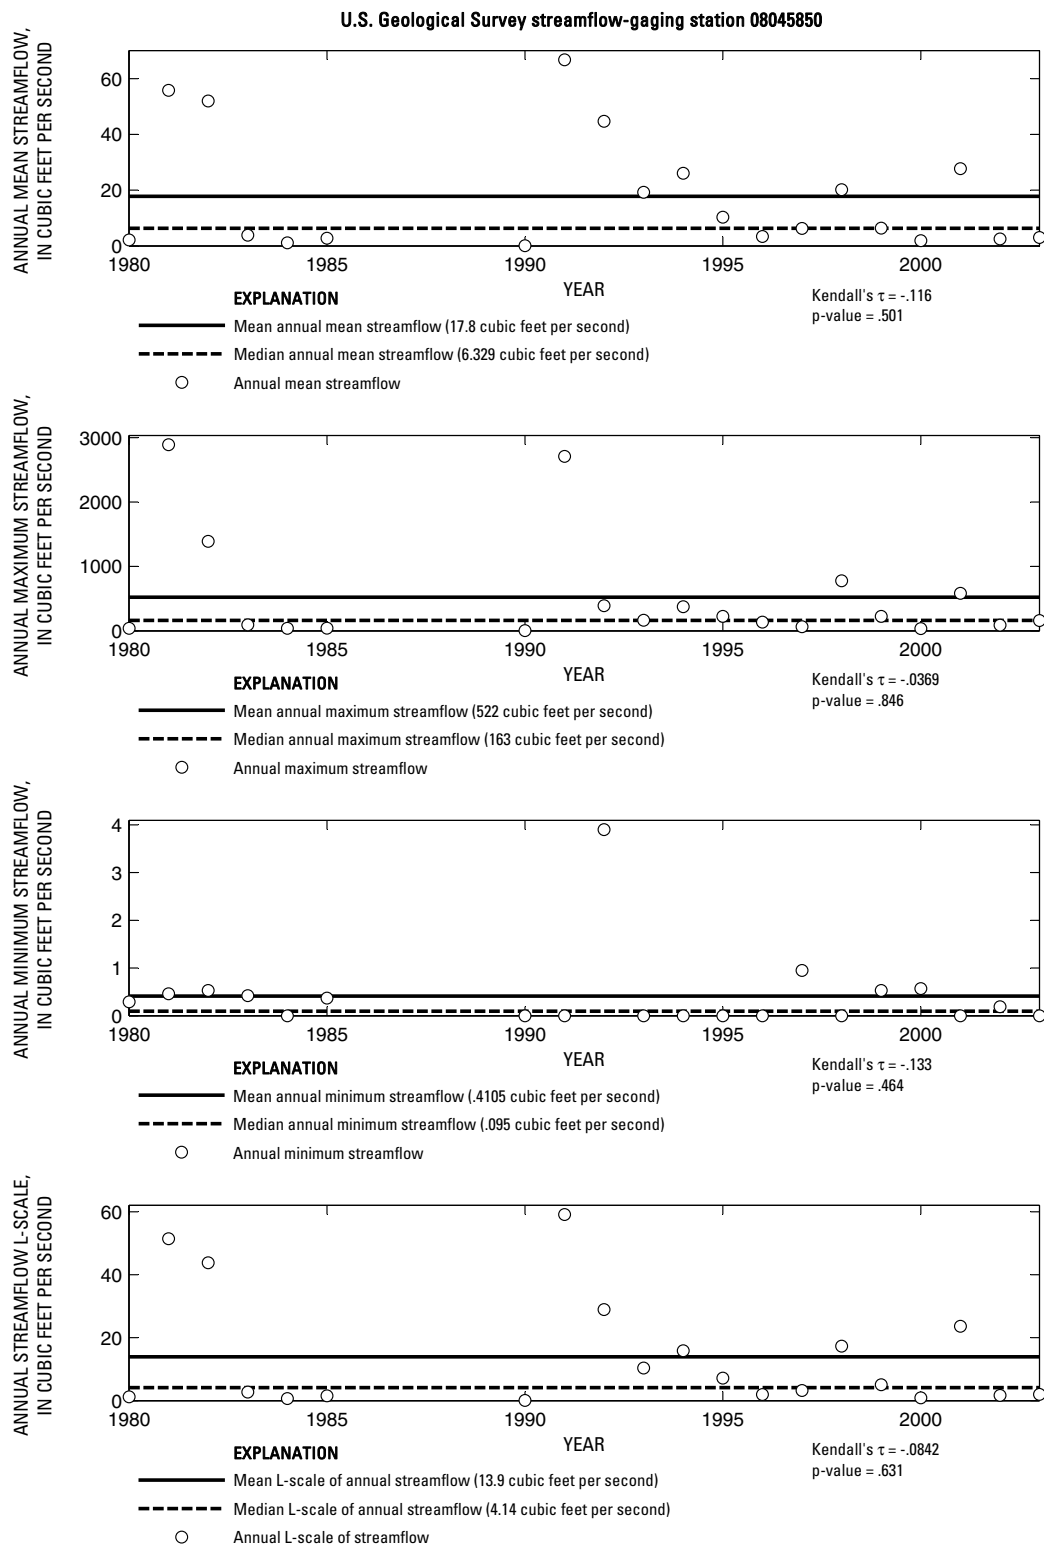 U.S. Geological Survey streamflow-gaging station 08045850
ANNUAL MEAN STREAMFLOW,
IN CUBIC FEET PER SECOND
60
40
20
0
1980 1985 1990 1995 2000
YEAR
Kendall's τ = -.116
p-value = .501
EXPLANATION
Mean annual mean streamflow (17.8 cubic feet per second)
Median annual mean streamflow (6.329 cubic feet per second)
Annual mean streamflow
ANNUAL MAXIMUM STREAMFLOW,
IN CUBIC FEET PER SECOND
3000
2000
1000
0
1980 1985 1990 1995 2000
YEAR
Kendall's τ = -.0369
p-value = .846
EXPLANATION
Mean annual maximum streamflow (522 cubic feet per second)
Median annual maximum streamflow (163 cubic feet per second)
Annual maximum streamflow
ANNUAL MINIMUM STREAMFLOW,
IN CUBIC FEET PER SECOND
4
3
2
1
0
1980 1985 1990 1995 2000
YEAR
Kendall's τ = -.133
p-value = .464
EXPLANATION
Mean annual minimum streamflow (.4105 cubic feet per second)
Median annual minimum streamflow (.095 cubic feet per second)
Annual minimum streamflow
ANNUAL STREAMFLOW L-SCALE,
IN CUBIC FEET PER SECOND
60
40
20
0
1980 1985 1990 1995 2000
YEAR
Kendall's τ = -.0842
p-value = .631
EXPLANATION
Mean L-scale of annual streamflow (13.9 cubic feet per second)
Median L-scale of annual streamflow (4.14 cubic feet per second)
Annual L-scale of streamflow